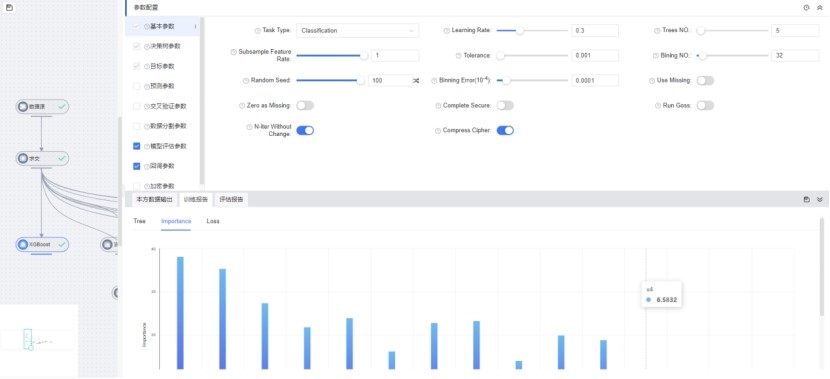 参数配置
基本参数
Task Type:
Classification
Learning Rate:
0.3
Trees NO.:
5
决策树参数
Subsample Feature
Rate:
1
Tolerance:
0.001
Bining NO.:
32
目标参数
Random Seed:
100
Binning Error(10⁻⁴):
0.0001
Use Missing:
预测参数
Zero as Missing:
Complete Secure:
Run Goss:
交叉验证参数
N-iter Without
Change:
Compress Cipher:
数据分割参数
模型评估参数
回调参数
加密参数
数据源
求交
XGBoost
本方数据输出
训练报告
评估报告
Tree
Importance
Loss
Importance
40
30
20
x4
6.5832